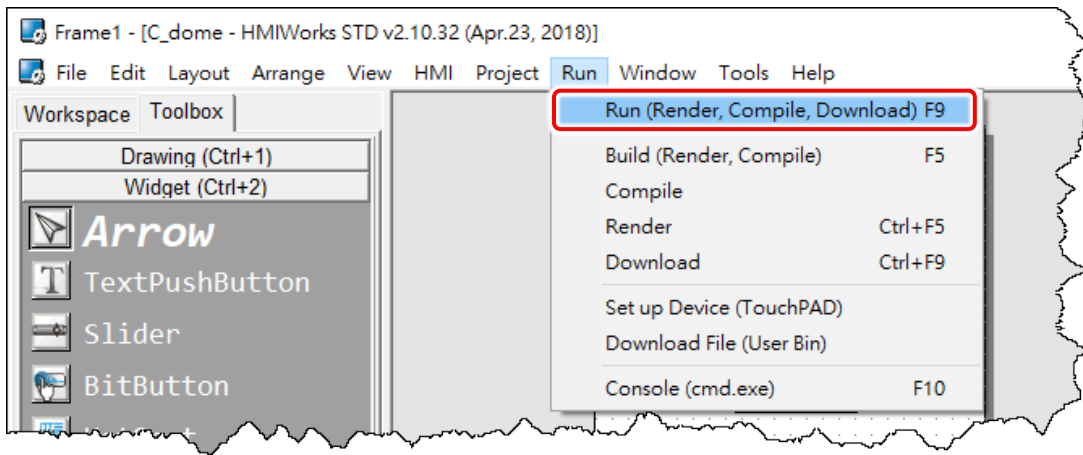 Frame1 - [C_dome - HMIWorks STD v2.10.32 (Apr.23, 2018)]
File Edit Layout Arrange View HMI Project Run Window Tools Help
Workspace Toolbox
Run (Render, Compile, Download) F9
Drawing (Ctrl+1)
Build (Render, Compile) F5
Widget (Ctrl+2)
Compile
Arrow
Render Ctrl+F5
Download Ctrl+F9
TextPushButton
Set up Device (TouchPAD)
Slider
Download File (User Bin)
BitButton
Console (cmd.exe) F10